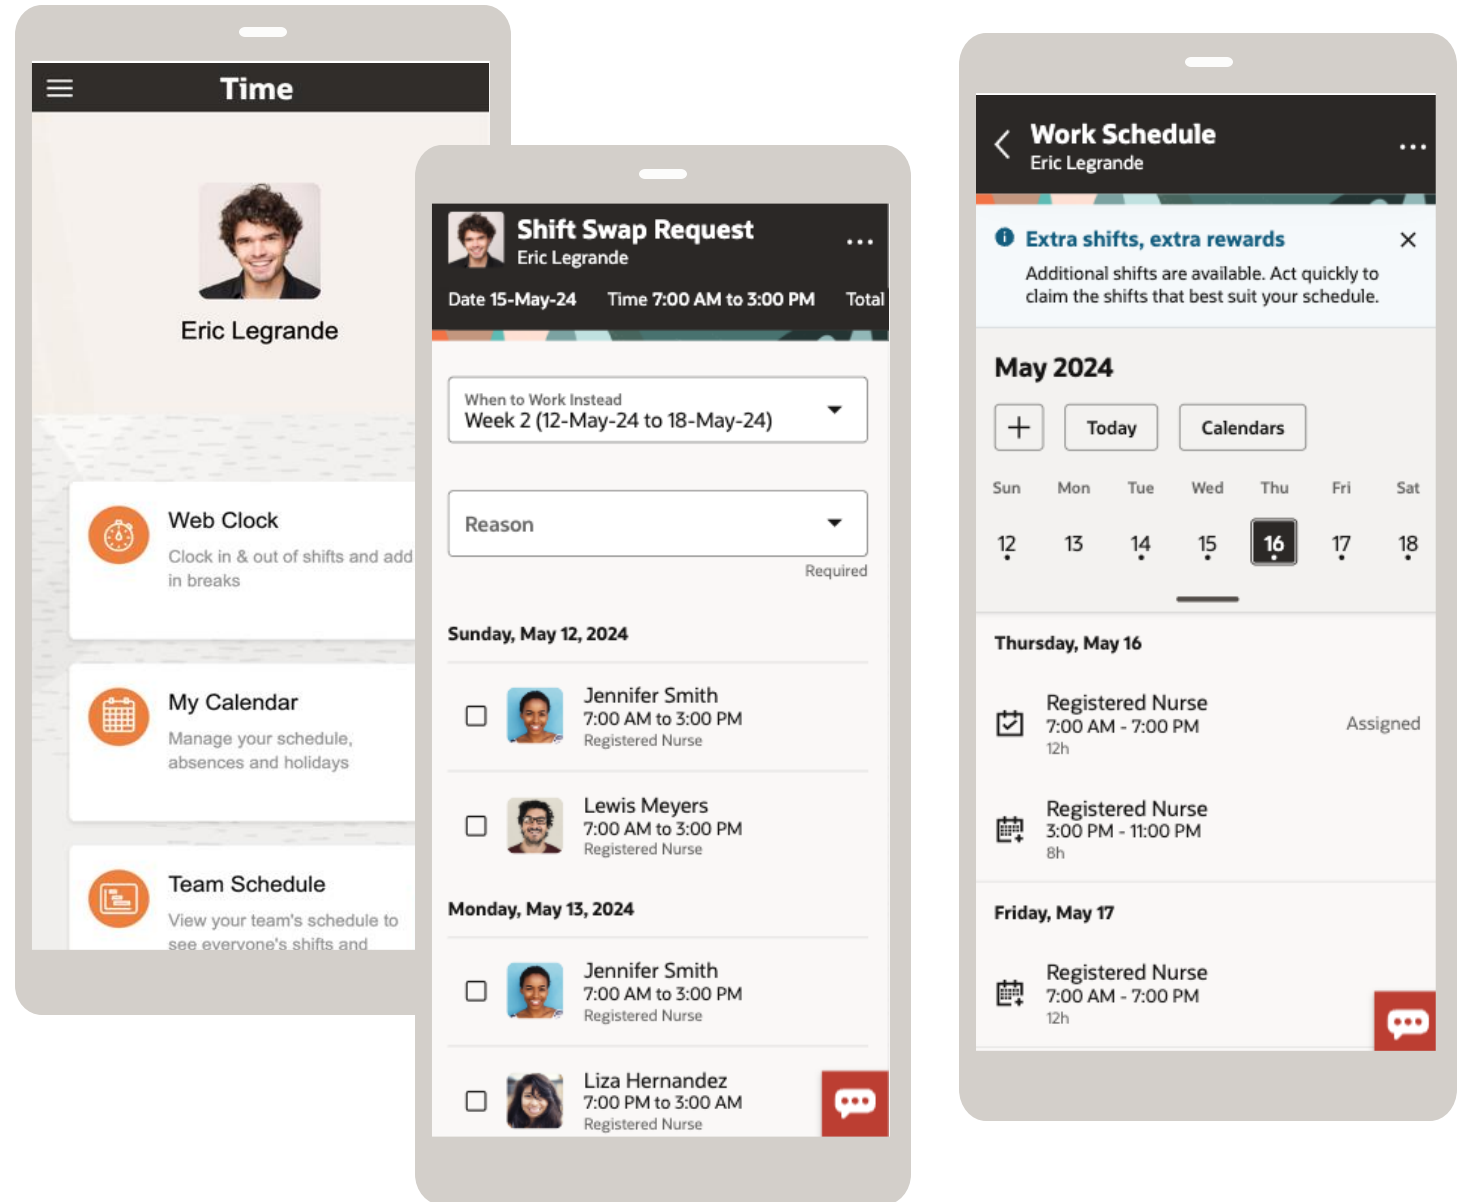 Time
Eric Legrande
Web Clock
Clock in & out of shifts and add
in breaks
My Calendar
Manage your schedule,
absences and holidays
Team Schedule
View your team's schedule to
see everyone's shifts and
Shift Swap Request
Eric Legrande
Date 15-May-24 Time 7:00 AM to 3:00 PM Total
When to Work Instead
Week 2 (12-May-24 to 18-May-24)
Reason
Required
Sunday, May 12, 2024
Jennifer Smith
7:00 AM to 3:00 PM
Registered Nurse
Lewis Meyers
7:00 AM to 3:00 PM
Registered Nurse
Monday, May 13, 2024
Jennifer Smith
7:00 AM to 3:00 PM
Registered Nurse
Liza Hernandez
7:00 PM to 3:00 AM
Registered Nurse
Work Schedule
Eric Legrande
Extra shifts, extra rewards
Additional shifts are available. Act quickly to
claim the shifts that best suit your schedule.
May 2024
Today Calendars
Sun Mon Tue Wed Thu Fri Sat
12 13 14 15 16 17 18
Thursday, May 16
Registered Nurse
7:00 AM - 7:00 PM Assigned
12h
Registered Nurse
3:00 PM - 11:00 PM
8h
Friday, May 17
Registered Nurse
7:00 AM - 7:00 PM
12h